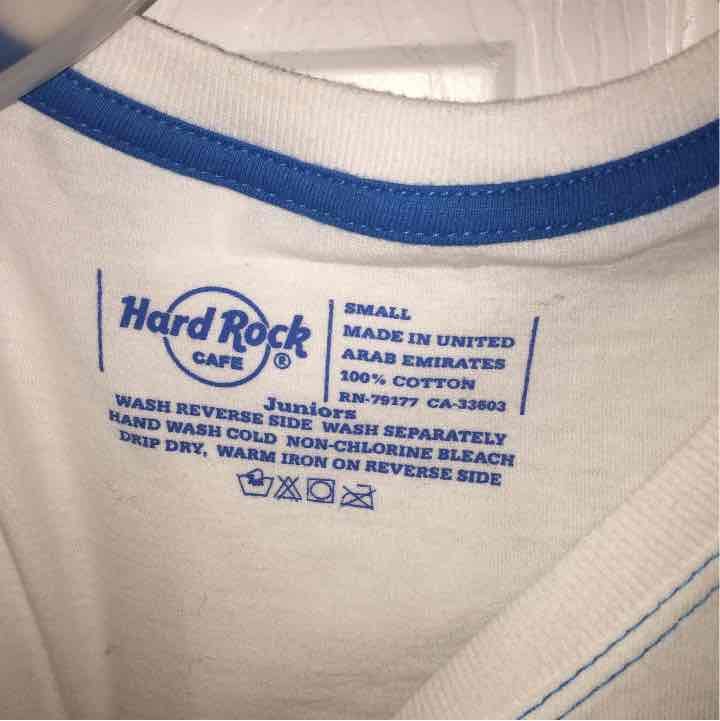 Hard Rock
CAFE ®
SMALL
MADE IN UNITED
ARAB EMIRATES
100% COTTON
RN-79177 CA-33603
Juniors
WASH REVERSE SIDE WASH SEPARATELY
HAND WASH COLD NON-CHLORINE BLEACH
DRIP DRY, WARM IRON ON REVERSE SIDE